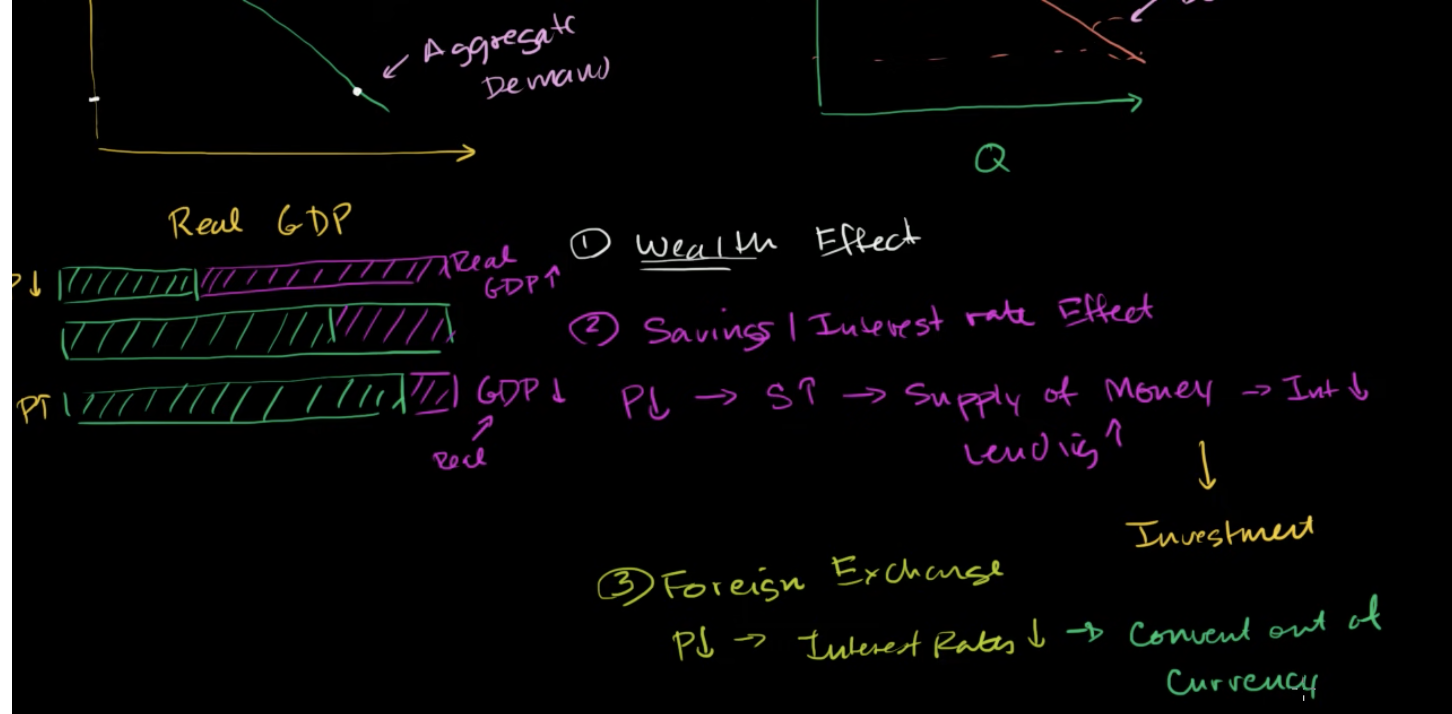 Aggregate
Demand
Q
Real GDP
① Wealth Effect
P↓
Real
GDP↑
② Savings / Interest rate Effect
P↑
GDP↓
Real
P↓ → S↑ → Supply of Money → Int↓
Lending↑
↓
Investment
③ Foreign Exchange
P↓ → Interest Rates↓ → Convert out of
Currency